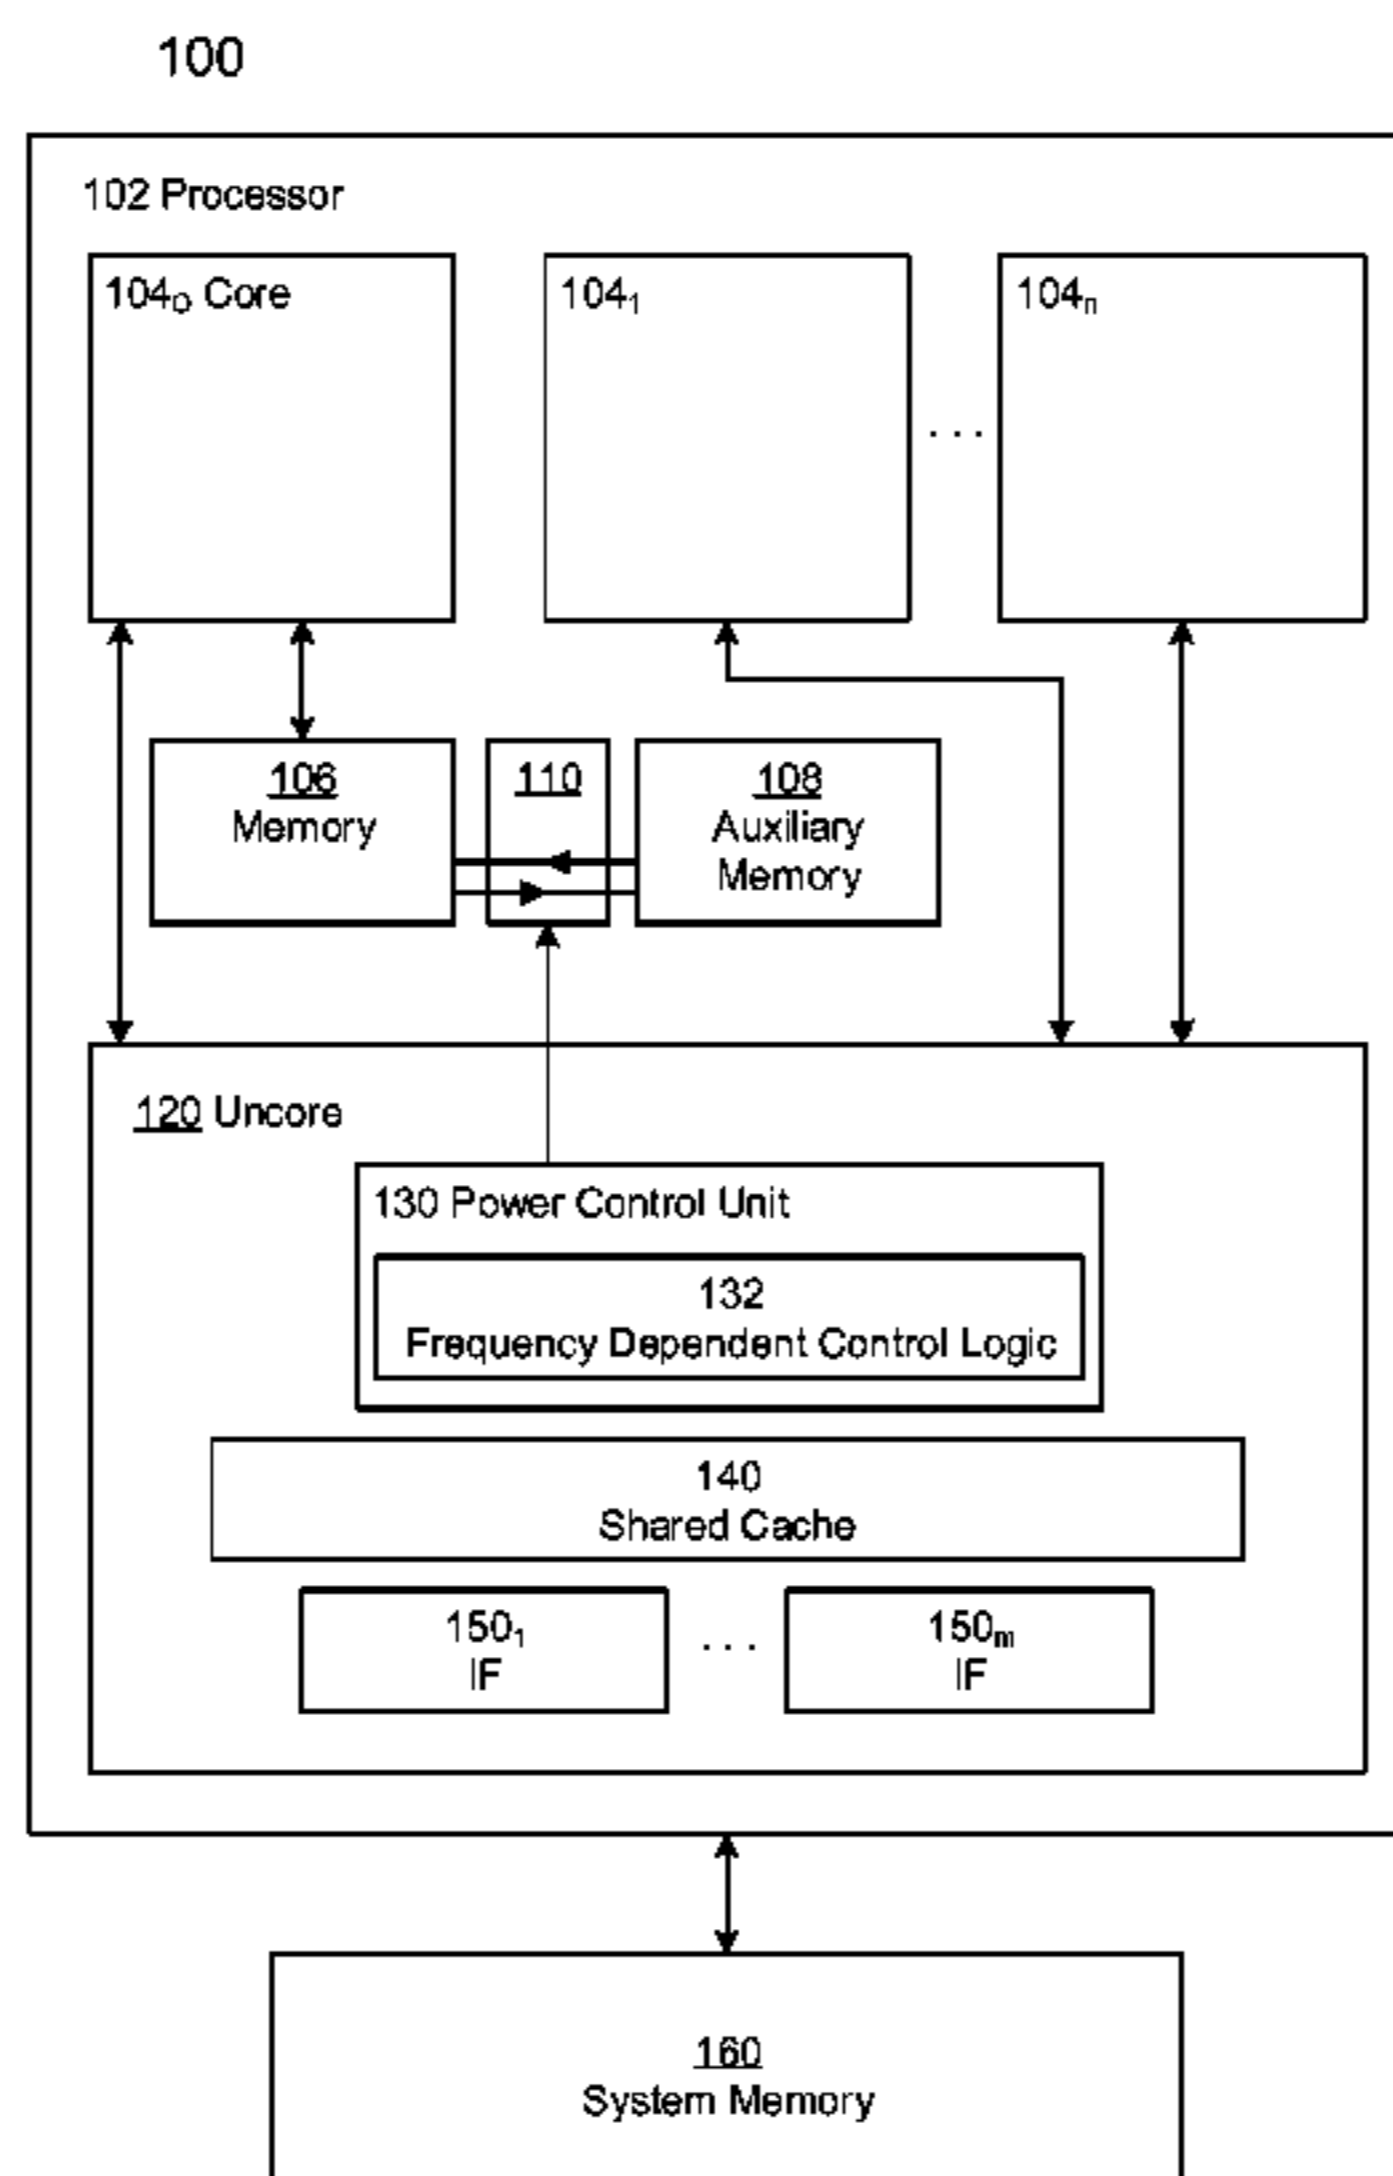 100
102 Processor
104₀ Core
104₁
104ₙ
. . .
106
Memory
110
108
Auxiliary
Memory
120 Uncore
130 Power Control Unit
132
Frequency Dependent Control Logic
140
Shared Cache
150₁
IF
. . .
150ₘ
IF
160
System Memory